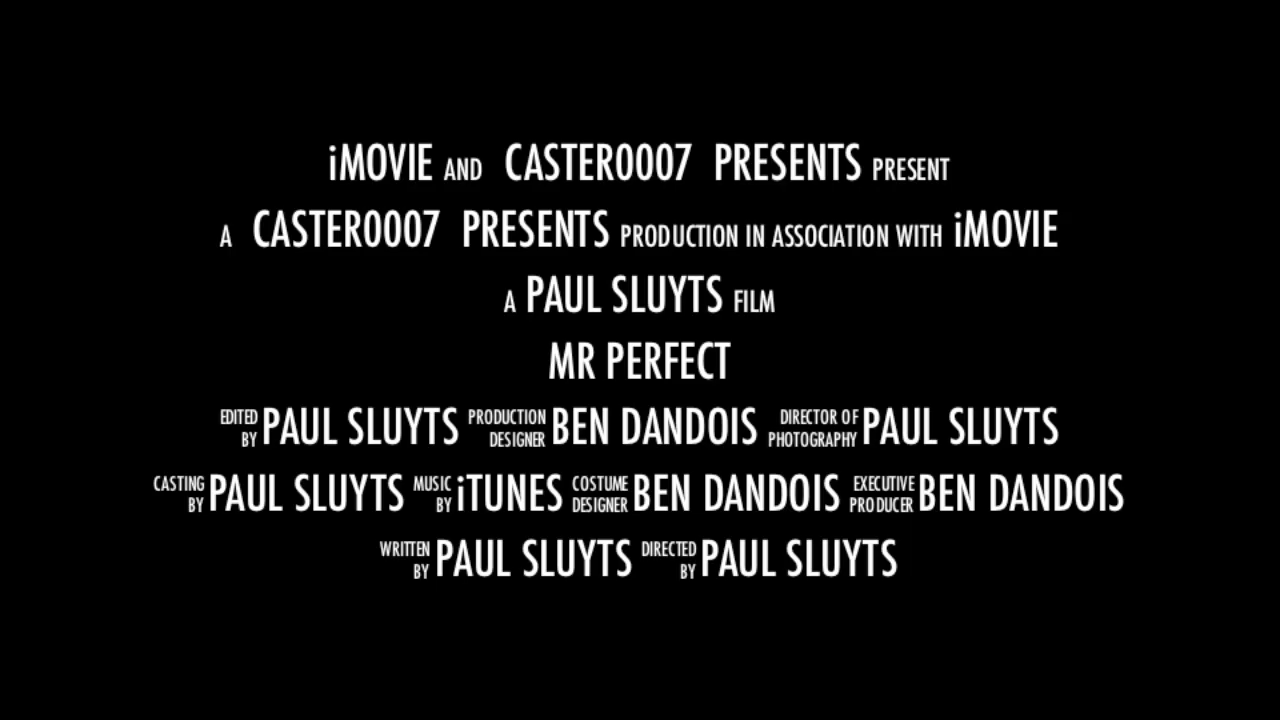 iMOVIE AND CASTER0007 PRESENTS PRESENT
A CASTER0007 PRESENTS PRODUCTION IN ASSOCIATION WITH iMOVIE
A PAUL SLUYTS FILM
MR PERFECT
EDITED BY PAUL SLUYTS PRODUCTION DESIGNER BEN DANDOIS DIRECTOR OF PHOTOGRAPHY PAUL SLUYTS
CASTING BY PAUL SLUYTS MUSIC BY iTUNES COSTUME DESIGNER BEN DANDOIS EXECUTIVE PRODUCER BEN DANDOIS
WRITTEN BY PAUL SLUYTS DIRECTED BY PAUL SLUYTS